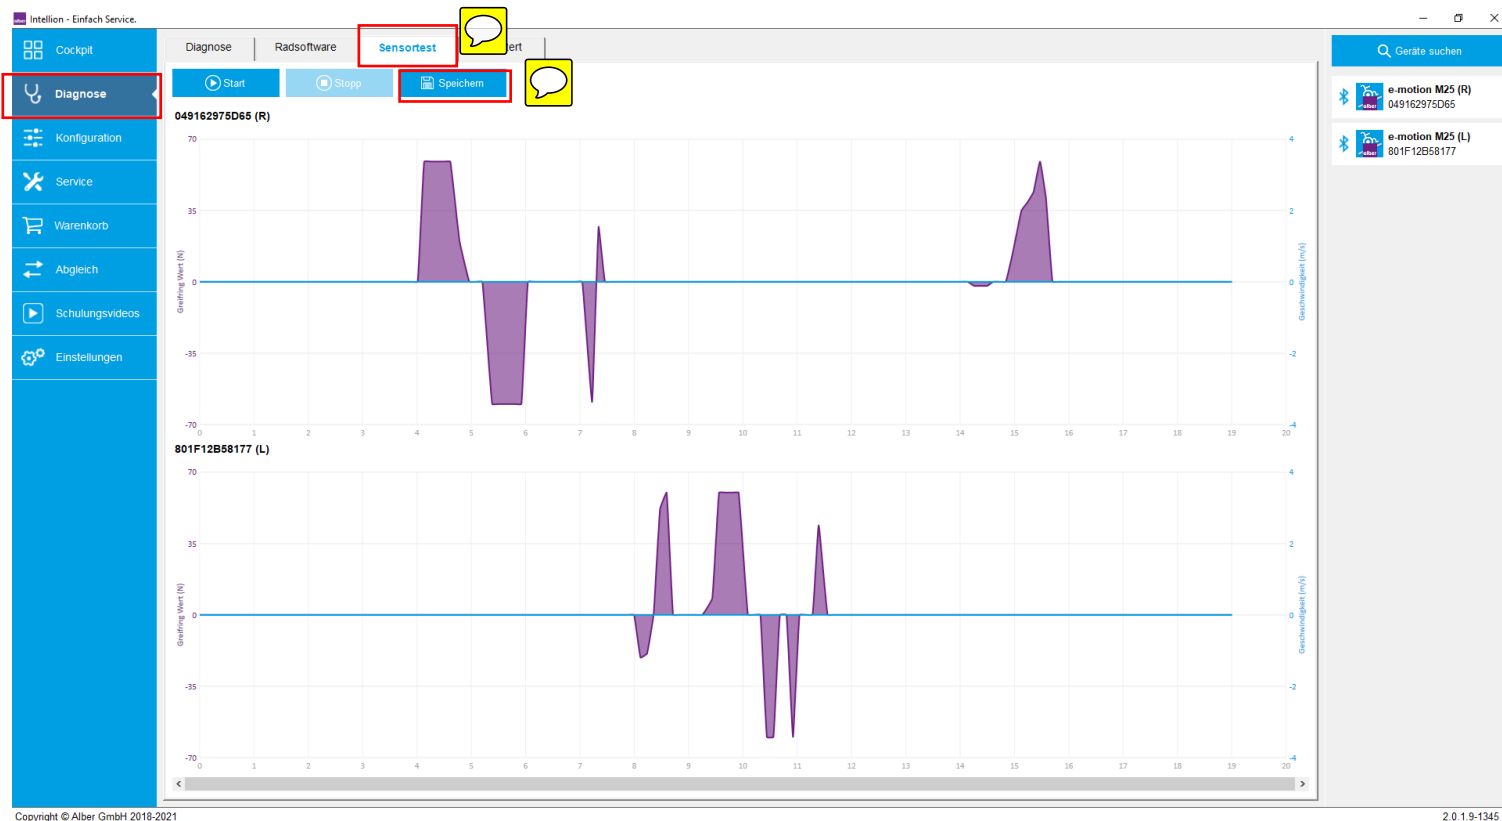 alber Intellion - Einfach Service.
Cockpit
Diagnose
Konfiguration
Service
Warenkorb
Abgleich
Schulungsvideos
Einstellungen
Diagnose Radsoftware Sensortest
Start Stopp Speichern
049162975D65 (R)
70
35
0
-35
-70
Greifring Wert (N)
4
2
0
-2
-4
Geschwindigkeit (m/s)
0 1 2 3 4 5 6 7 8 9 10 11 12 13 14 15 16 17 18 19 20
801F12B58177 (L)
70
35
0
-35
-70
Greifring Wert (N)
4
2
0
-2
-4
Geschwindigkeit (m/s)
0 1 2 3 4 5 6 7 8 9 10 11 12 13 14 15 16 17 18 19 20
Geräte suchen
e-motion M25 (R)
049162975D65
alber
e-motion M25 (L)
801F12B58177
alber
Copyright © Alber GmbH 2018-2021
2.0.1.9-1345